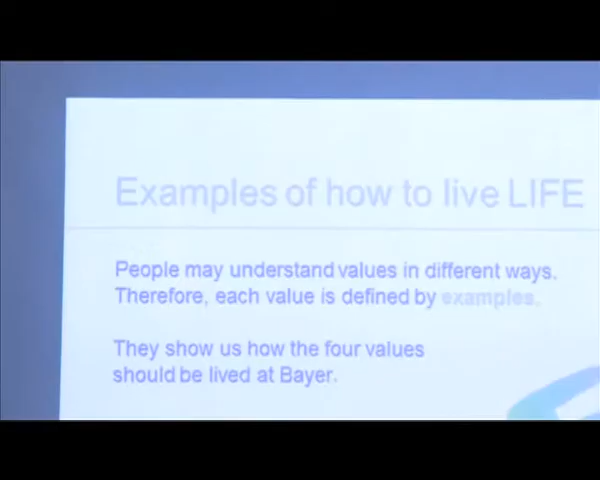 Examples of how to live LIFE
People may understand values in different ways.
Therefore, each value is defined by examples.
They show us how the four values
should be lived at Bayer.